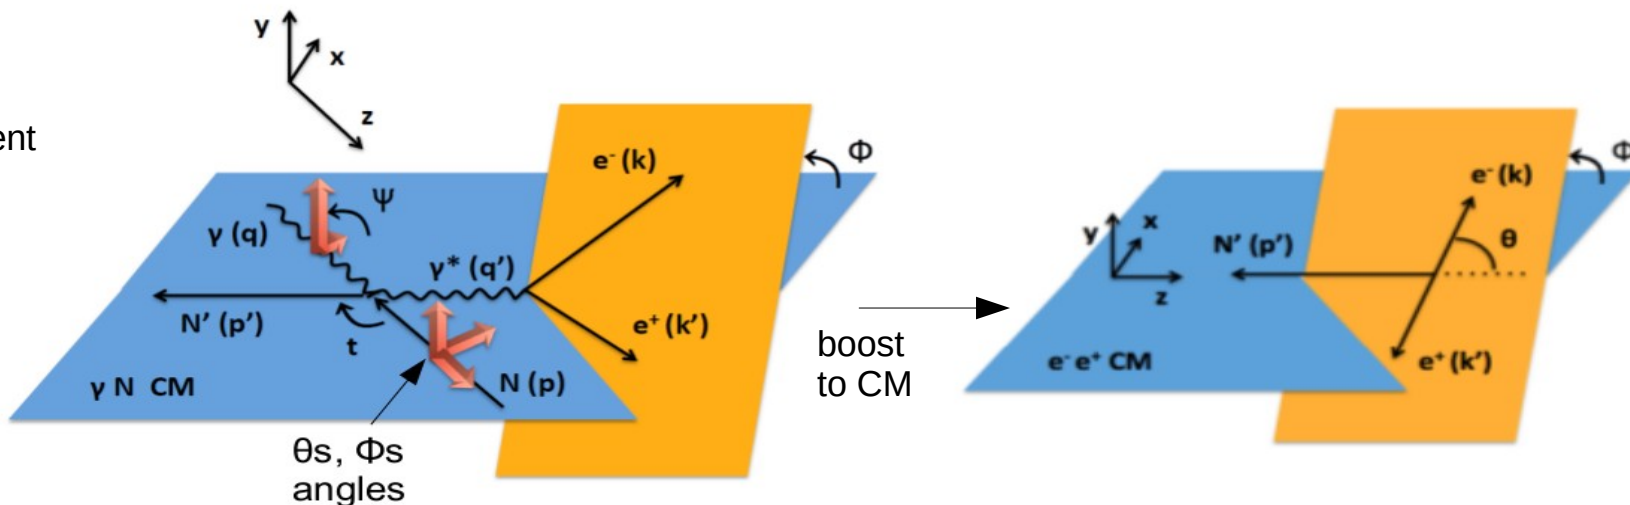 y
x
z
ent
Ψ
γ (q)
γ* (q')
N' (p')
t
γ N CM
N (p)
e⁻ (k)
e⁺ (k')
Φ
θs, Φs
angles
boost
to CM
y
x
z
N' (p')
e⁻ (k)
θ
e⁺ (k')
e⁻ e⁺ CM
Φ